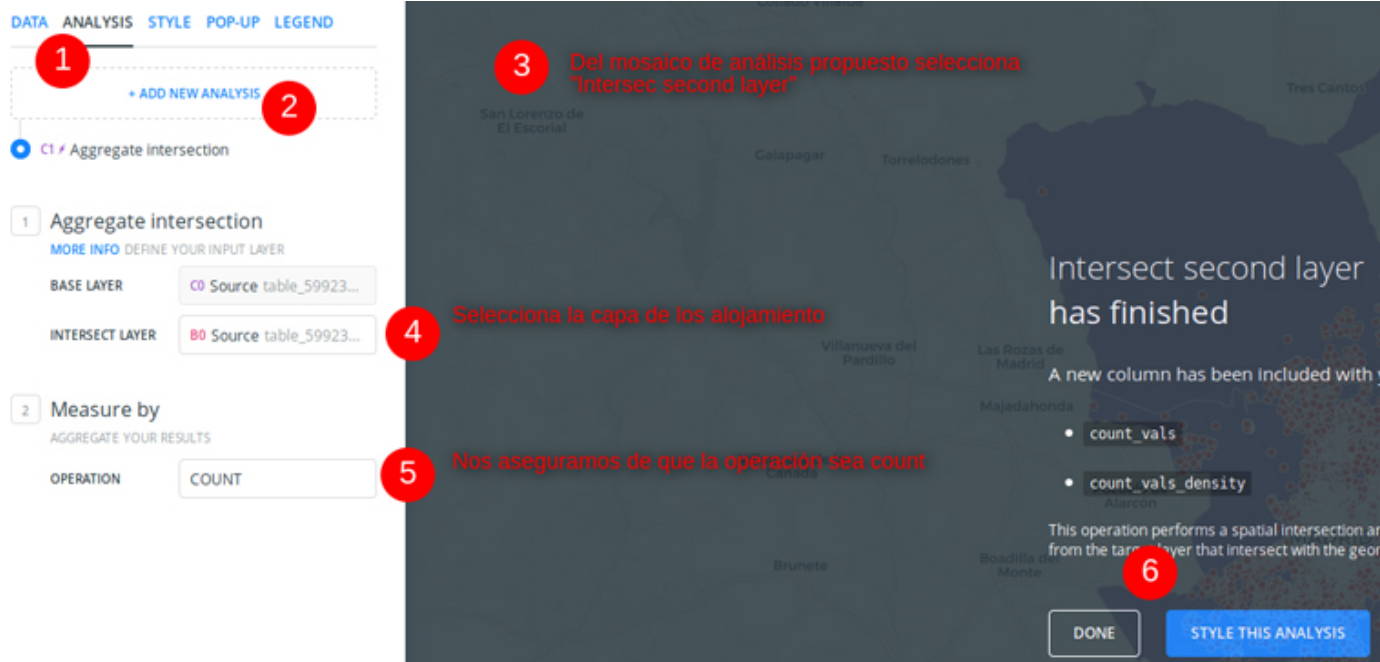 DATA ANALYSIS STYLE POP-UP LEGEND
1
+ ADD NEW ANALYSIS
2
C1 Aggregate intersection
1 Aggregate intersection
MORE INFO DEFINE YOUR INPUT LAYER
BASE LAYER C0 Source table_59923...
INTERSECT LAYER B0 Source table_59923...
2 Measure by
AGGREGATE YOUR RESULTS
OPERATION COUNT
Collado Villalba
3 Del mosaico de análisis propuesto selecciona
"Intersec second layer"
San Lorenzo de
El Escorial
Tres Cantos
Galapagar
Torrelodones
Intersect second layer
has finished
4 Selecciona la capa de los alojamiento
Villanueva del
Pardillo
Las Rozas de
Madrid
A new column has been included with y
Majadahonda
• count_vals
5 Nos aseguramos de que la operación sea count
Cañada
• count_vals_density
Alarcón
This operation performs a spatial intersection an
from the target layer that intersect with the geor
Brunete
Boadilla del
Monte
6
DONE
STYLE THIS ANALYSIS